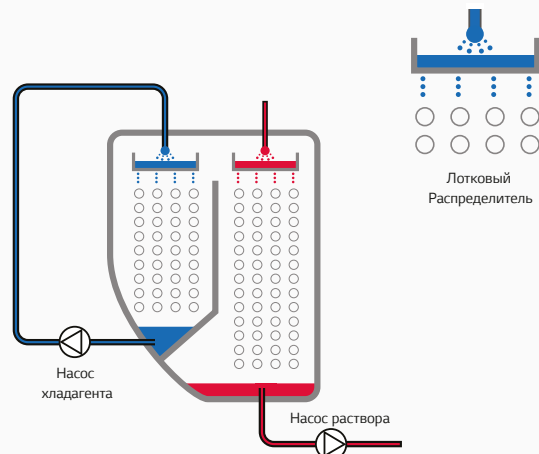 Лотковый
Распределитель
Насос
хладагента
Насос раствора